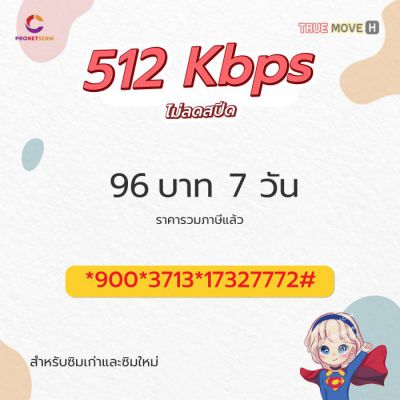 PRONETSERM
TRUE MOVE H
512 Kbps
ไม่ลดสปีด
96 บาท 7 วัน
ราคารวมภาษีแล้ว
*900*3713*17327772#
สำหรับซิมเก่าและซิมใหม่